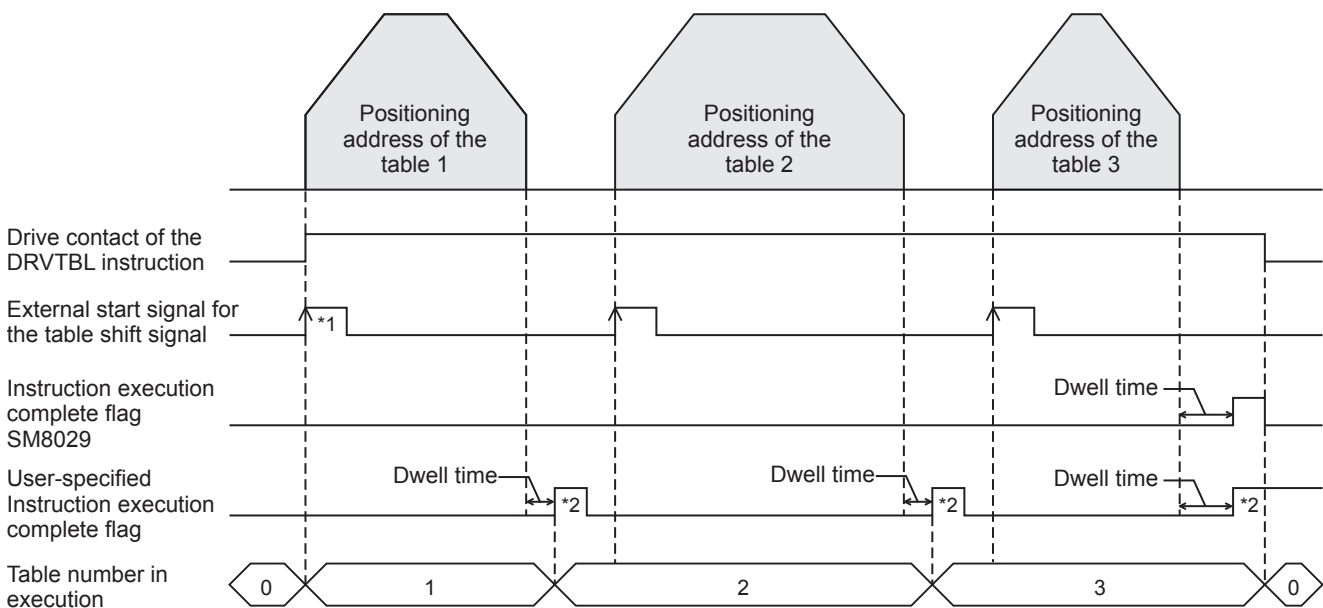 Positioning
address of the
table 1
Positioning
address of the
table 2
Positioning
address of the
table 3
Drive contact of the
DRVTBL instruction
External start signal for
the table shift signal
*1
Instruction execution
complete flag
SM8029
Dwell time
User-specified
Instruction execution
complete flag
Dwell time
*2
Dwell time
*2
Dwell time
*2
Table number in
execution
0
1
2
3
0